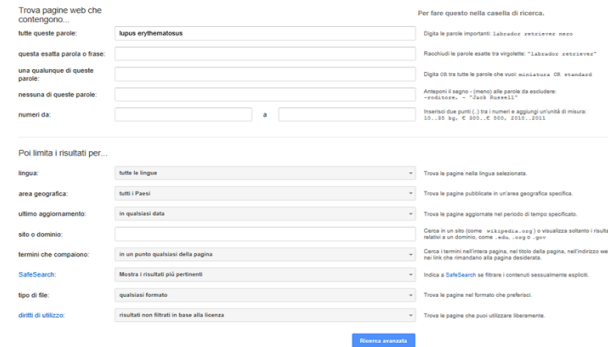 Trova pagine web che
contengono...
Per fare questo nella casella di ricerca.
tutte queste parole:
lupus erythematosus
Digita le parole importanti: labrador retriever nero
questa esatta parola o frase:
Racchiudi le parole esatte tra virgolette: "labrador retriever"
una qualunque di queste
parole:
Digita OR tra tutte le parole che vuoi: miniatura OR standard
nessuna di queste parole:
Anteponi il segno - (meno) alle parole da escludere:
-roditore, - "Jack Russell"
numeri da:
a
Inserisci due punti (..) tra i numeri e aggiungi un'unità di misura
10..35 kg, € 300..€ 500, 2010..2011
Poi limita i risultati per...
lingua:
tutte le lingue
Trova le pagine nella lingua selezionata.
area geografica:
tutti i Paesi
Trova le pagine pubblicate in un'area geografica specifica.
ultimo aggiornamento:
in qualsiasi data
Trova le pagine aggiornate nel periodo di tempo specificato.
sito o dominio:
Cerca in un sito (come wikipedia.org) o visualizza soltanto i risulta
relativi a un dominio, come .edu, .org o .gov
termini che compaiono:
in un punto qualsiasi della pagina
Cerca i termini nell'intera pagina, nel titolo della pagina, nell'indirizzo we
nei link che rimandano alla pagina desiderata.
SafeSearch:
Mostra i risultati più pertinenti
Indica a SafeSearch se filtrare i contenuti sessualmente espliciti.
tipo di file:
qualsiasi formato
Trova le pagine nel formato che preferisci.
diritti di utilizzo:
risultati non filtrati in base alla licenza
Trova le pagine che puoi utilizzare liberamente.
Ricerca avanzata